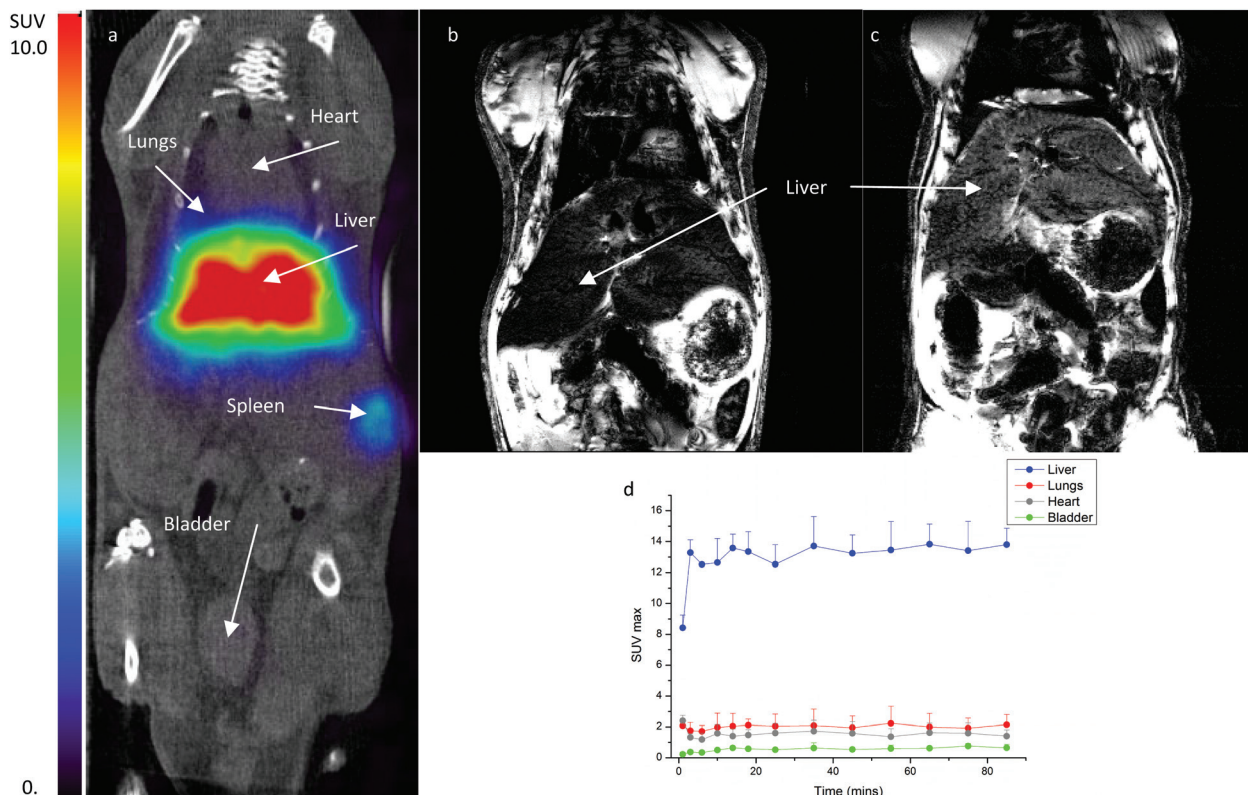 SUV
10.0
0.
a
Heart
Lungs
Liver
Spleen
Bladder
b
c
Liver
d
Liver
Lungs
Heart
Bladder
16
14
12
10
8
6
4
2
0
SUV max
0
20
40
60
80
Time (mins)